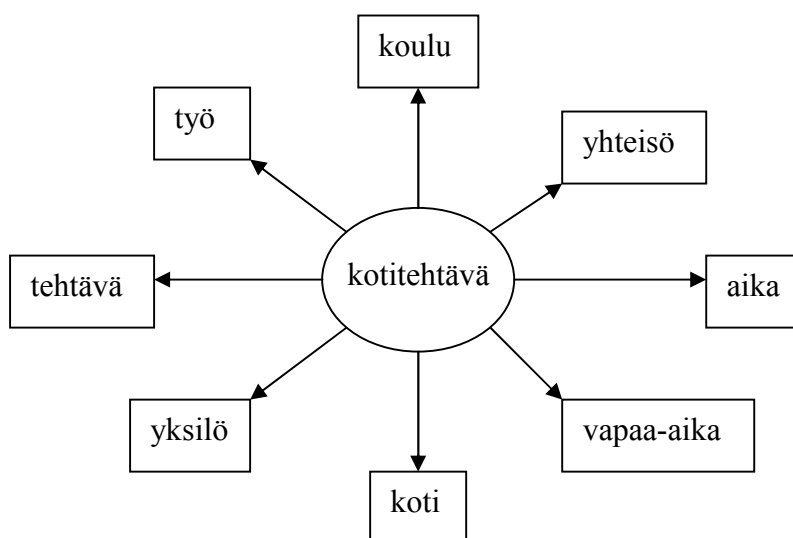 koulu
työ
yhteisö
kotitehtävä
tehtävä
aika
yksilö
vapaa-aika
koti